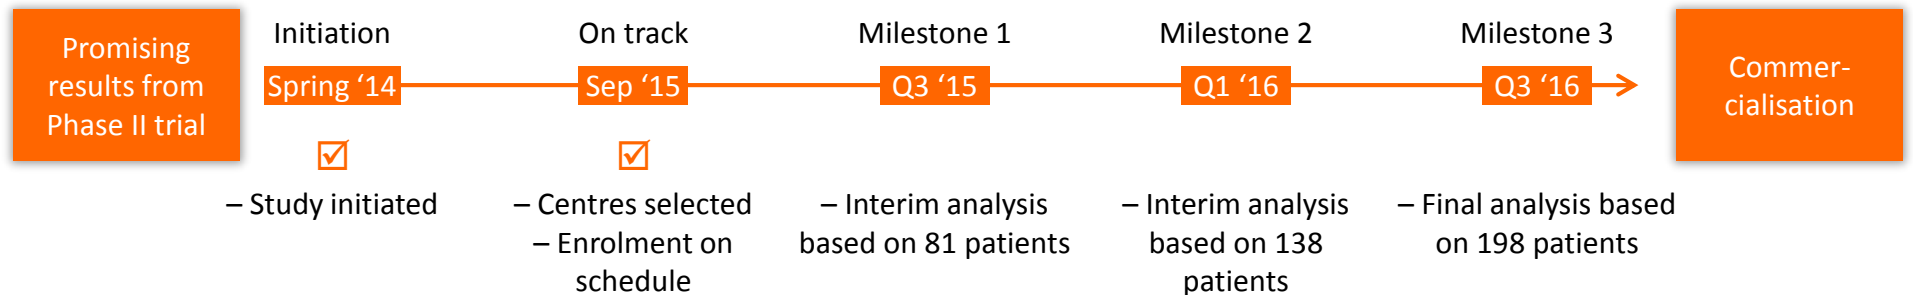 Promising
results from
Phase II trial
Initiation
Spring ‘14
– Study initiated
On track
Sep ‘15
– Centres selected
– Enrolment on
schedule
Milestone 1
Q3 ‘15
– Interim analysis
based on 81 patients
Milestone 2
Q1 ‘16
– Interim analysis
based on 138
patients
Milestone 3
Q3 ‘16
– Final analysis based
on 198 patients
Commer-
cialisation